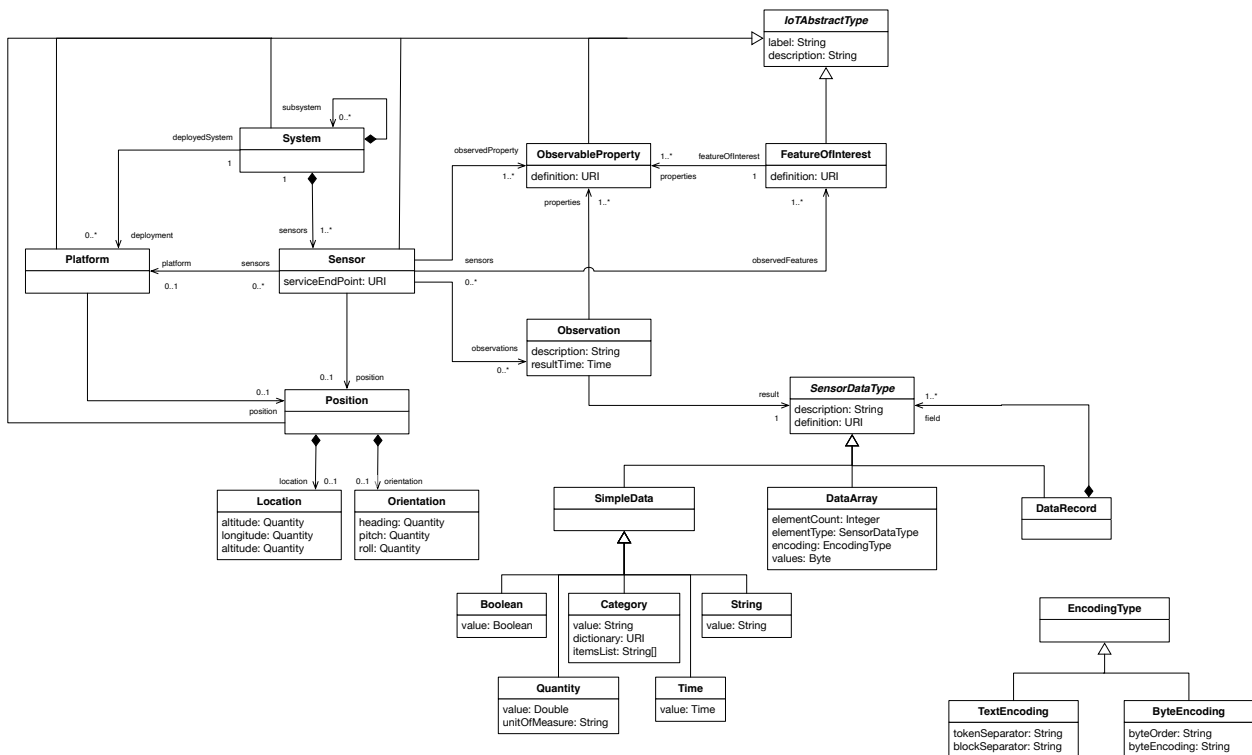 IoTAbstractType
label: String
description: String
subsystem
0..*
deployedSystem
System
1
1
observedProperty
1..*
ObservableProperty
definition: URI
1..*
featureOfInterest
properties
1
FeatureOfInterest
definition: URI
properties
1..*
1..*
sensors
1..*
0..*
deployment
Platform
platform
sensors
0..1
0..*
Sensor
serviceEndPoint: URI
sensors
0..*
observedFeatures
Observation
description: String
resultTime: Time
observations
0..*
0..1
position
0..1
position
Position
result
1
SensorDataType
description: String
definition: URI
1..*
field
location
0..1
0..1
orientation
Location
altitude: Quantity
longitude: Quantity
altitude: Quantity
Orientation
heading: Quantity
pitch: Quantity
roll: Quantity
SimpleData
DataArray
elementCount: Integer
elementType: SensorDataType
encoding: EncodingType
values: Byte
DataRecord
Boolean
value: Boolean
Category
value: String
dictionary: URI
itemsList: String[]
String
value: String
EncodingType
Quantity
value: Double
unitOfMeasure: String
Time
value: Time
TextEncoding
tokenSeparator: String
blockSeparator: String
ByteEncoding
byteOrder: String
byteEncoding: String